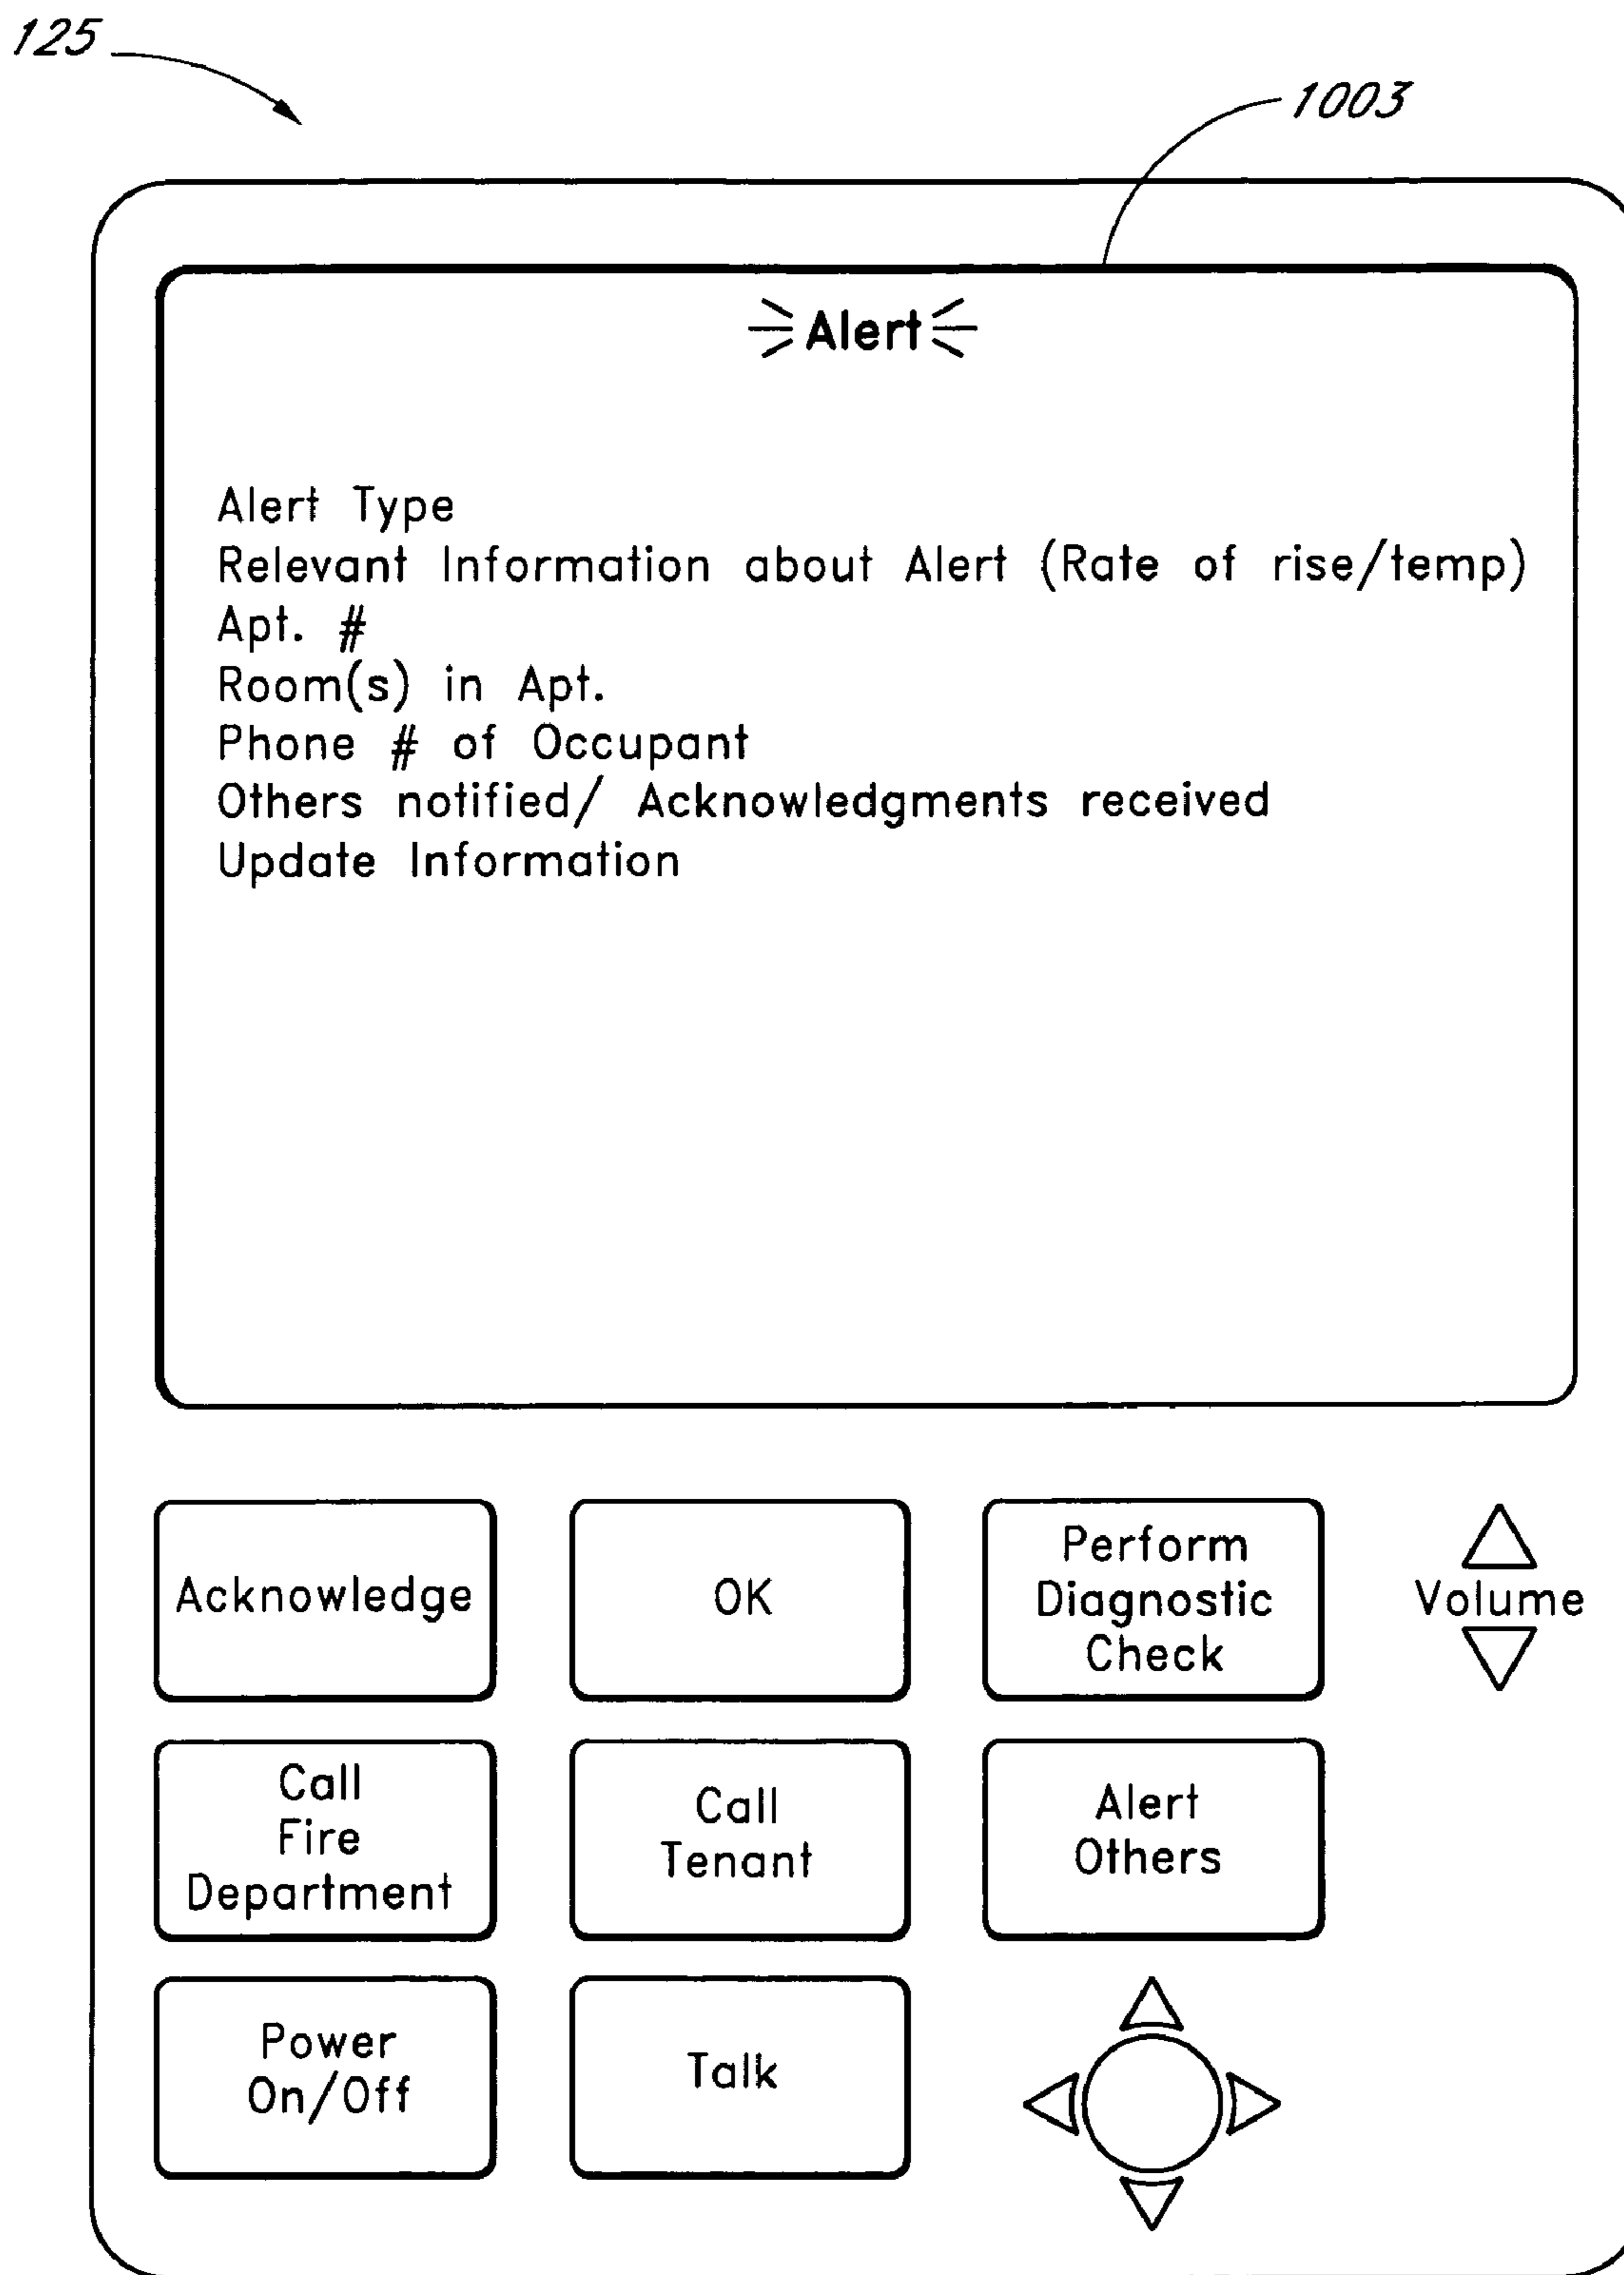 125
1003
Alert
Alert Type
Relevant Information about Alert (Rate of rise/temp)
Apt. #
Room(s) in Apt.
Phone # of Occupant
Others notified/ Acknowledgments received
Update Information
Acknowledge
OK
Perform
Diagnostic
Check
Volume
Call
Fire
Department
Call
Tenant
Alert
Others
Power
On/Off
Talk